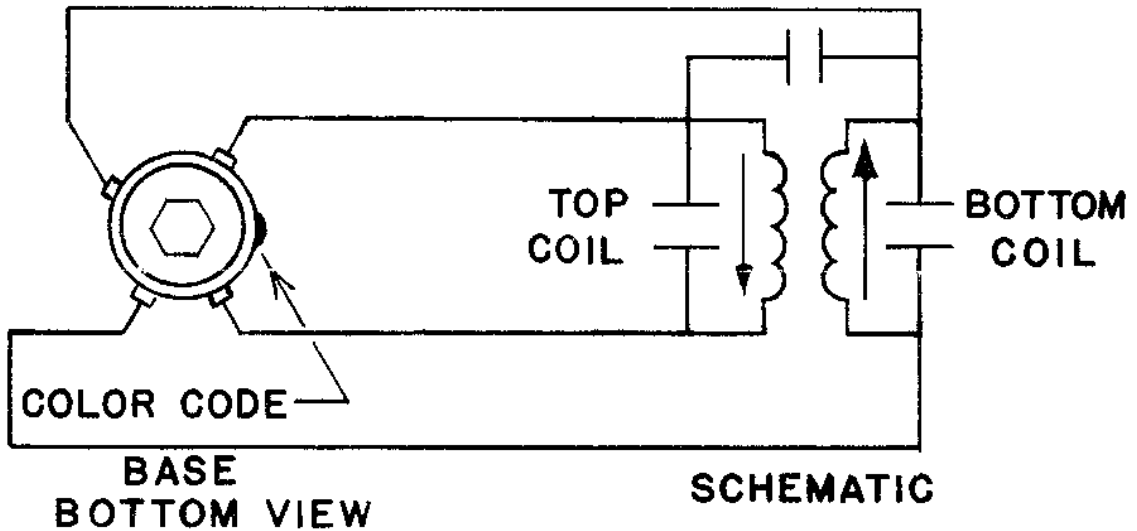 TOP
COIL
BOTTOM
COIL
COLOR CODE
BASE
BOTTOM VIEW
SCHEMATIC